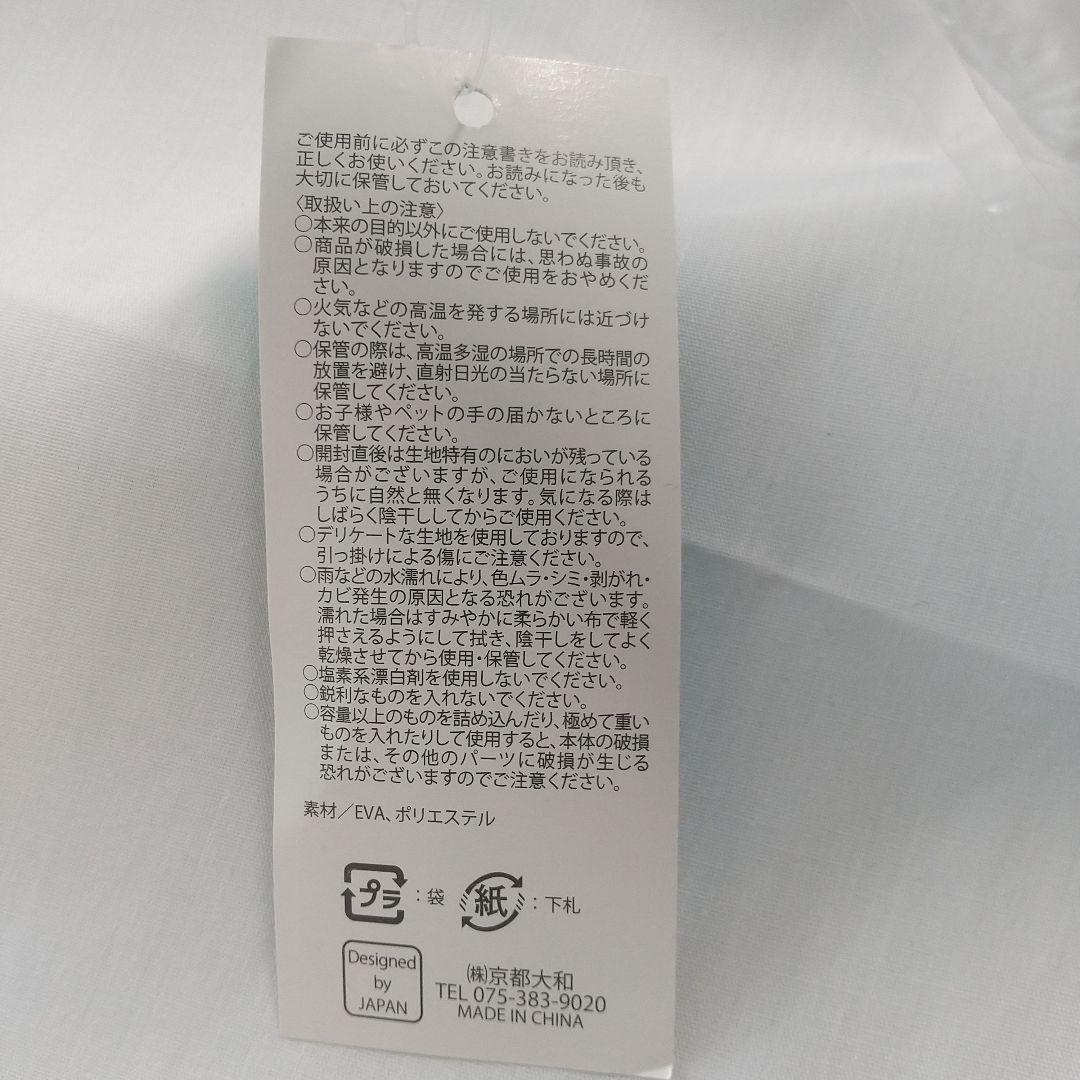 ご使用前に必ずこの注意書きをお読み頂き、
正しくお使いください。お読みになった後も
大切に保管しておいてください。
〈取扱い上の注意〉
○本来の目的以外にご使用しないでください。
○商品が破損した場合には、思わぬ事故の
原因となりますのでご使用をおやめくだ
さい。
○火気などの高温を発する場所には近づけ
ないでください。
○保管の際は、高温多湿の場所での長時間の
放置を避け、直射日光の当たらない場所に
保管してください。
○お子様やペットの手の届かないところに
保管してください。
○開封直後は生地特有のにおいが残っている
場合がございますが、ご使用になられる
うちに自然と無くなります。気になる際は
しばらく陰干ししてからご使用ください。
○デリケートな生地を使用しておりますので、
引っ掛けによる傷にご注意ください。
○雨などの水濡れにより、色ムラ・シミ・剥がれ・
カビ発生の原因となる恐れがございます。
濡れた場合はすみやかに柔らかい布で軽く
押さえるようにして拭き、陰干しをしてよく
乾燥させてから使用・保管してください。
○塩素系漂白剤を使用しないでください。
○鋭利なものを入れないでください。
○容量以上のものを詰め込んだり、極めて重い
ものを入れたりして使用すると、本体の破損
または、その他のパーツに破損が生じる
恐れがございますのでご注意ください。
素材／EVA、ポリエステル
プラ：袋 紙：下札
Designed
by
JAPAN
㈱京都大和
TEL 075-383-9020
MADE IN CHINA